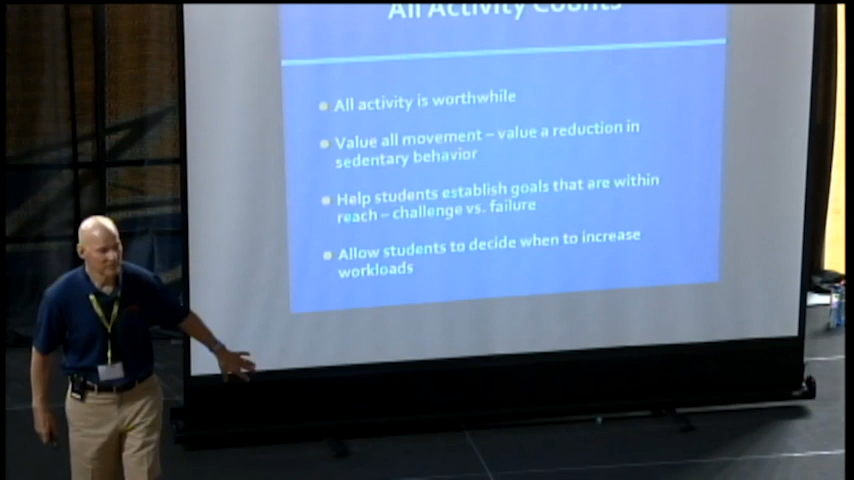 All Activity Counts
All activity is worthwhile
Value all movement – value a reduction in
sedentary behavior
Help students establish goals that are within
reach – challenge vs. failure
Allow students to decide when to increase
workloads